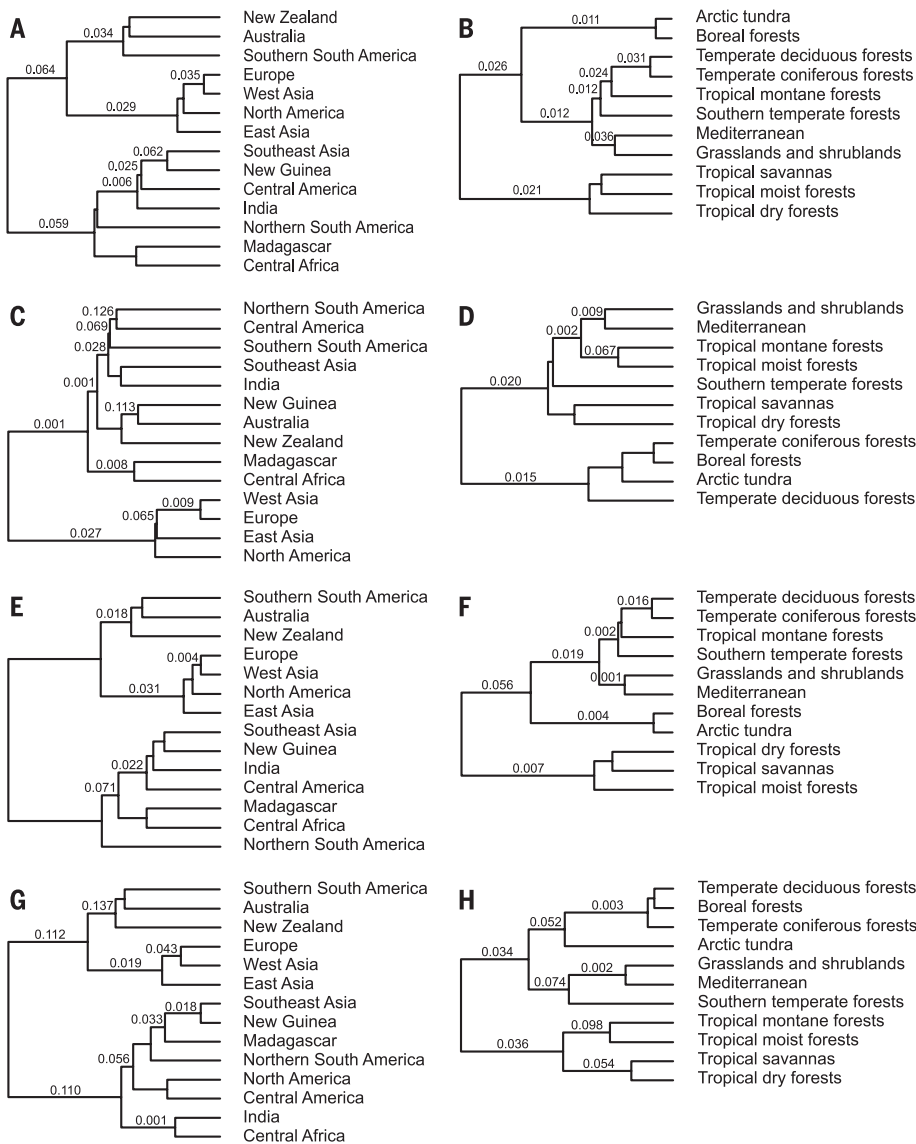 A
0.034
0.064
0.035
0.029
0.062
0.025
0.006
0.059
New Zealand
Australia
Southern South America
Europe
West Asia
North America
East Asia
Southeast Asia
New Guinea
Central America
India
Northern South America
Madagascar
Central Africa
B
0.011
0.026
0.031
0.024
0.012
0.012
0.036
0.021
Arctic tundra
Boreal forests
Temperate deciduous forests
Temperate coniferous forests
Tropical montane forests
Southern temperate forests
Mediterranean
Grasslands and shrublands
Tropical savannas
Tropical moist forests
Tropical dry forests
C
0.126
0.069
0.028
0.001
0.113
0.001
0.008
0.009
0.065
0.027
Northern South America
Central America
Southern South America
Southeast Asia
India
New Guinea
Australia
New Zealand
Madagascar
Central Africa
West Asia
Europe
East Asia
North America
D
0.009
0.002
0.067
0.020
0.015
Grasslands and shrublands
Mediterranean
Tropical montane forests
Tropical moist forests
Southern temperate forests
Tropical savannas
Tropical dry forests
Temperate coniferous forests
Boreal forests
Arctic tundra
Temperate deciduous forests
E
0.018
0.004
0.031
0.022
0.071
Southern South America
Australia
New Zealand
Europe
West Asia
North America
East Asia
Southeast Asia
New Guinea
India
Central America
Madagascar
Central Africa
Northern South America
F
0.016
0.002
0.019
0.001
0.056
0.004
0.007
Temperate deciduous forests
Temperate coniferous forests
Tropical montane forests
Southern temperate forests
Grasslands and shrublands
Mediterranean
Boreal forests
Arctic tundra
Tropical dry forests
Tropical savannas
Tropical moist forests
G
0.137
0.112
0.043
0.019
0.018
0.033
0.056
0.110
0.001
Southern South America
Australia
New Zealand
Europe
West Asia
East Asia
Southeast Asia
New Guinea
Madagascar
Northern South America
North America
Central America
India
Central Africa
H
0.003
0.052
0.034
0.002
0.074
0.098
0.036
0.054
Temperate deciduous forests
Boreal forests
Temperate coniferous forests
Arctic tundra
Grasslands and shrublands
Mediterranean
Southern temperate forests
Tropical montane forests
Tropical moist forests
Tropical savannas
Tropical dry forests